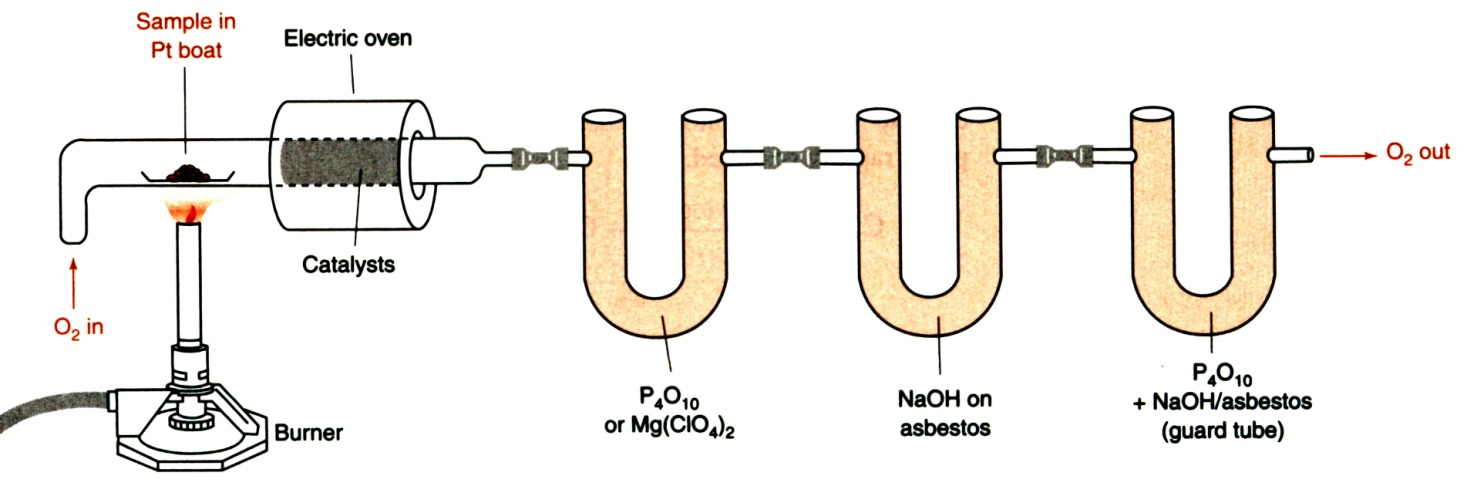 Sample in
Pt boat
Electric oven
Catalysts
O₂ in
Burner
P₄O₁₀
or Mg(ClO₄)₂
NaOH on
asbestos
P₄O₁₀
+ NaOH/asbestos
(guard tube)
O₂ out